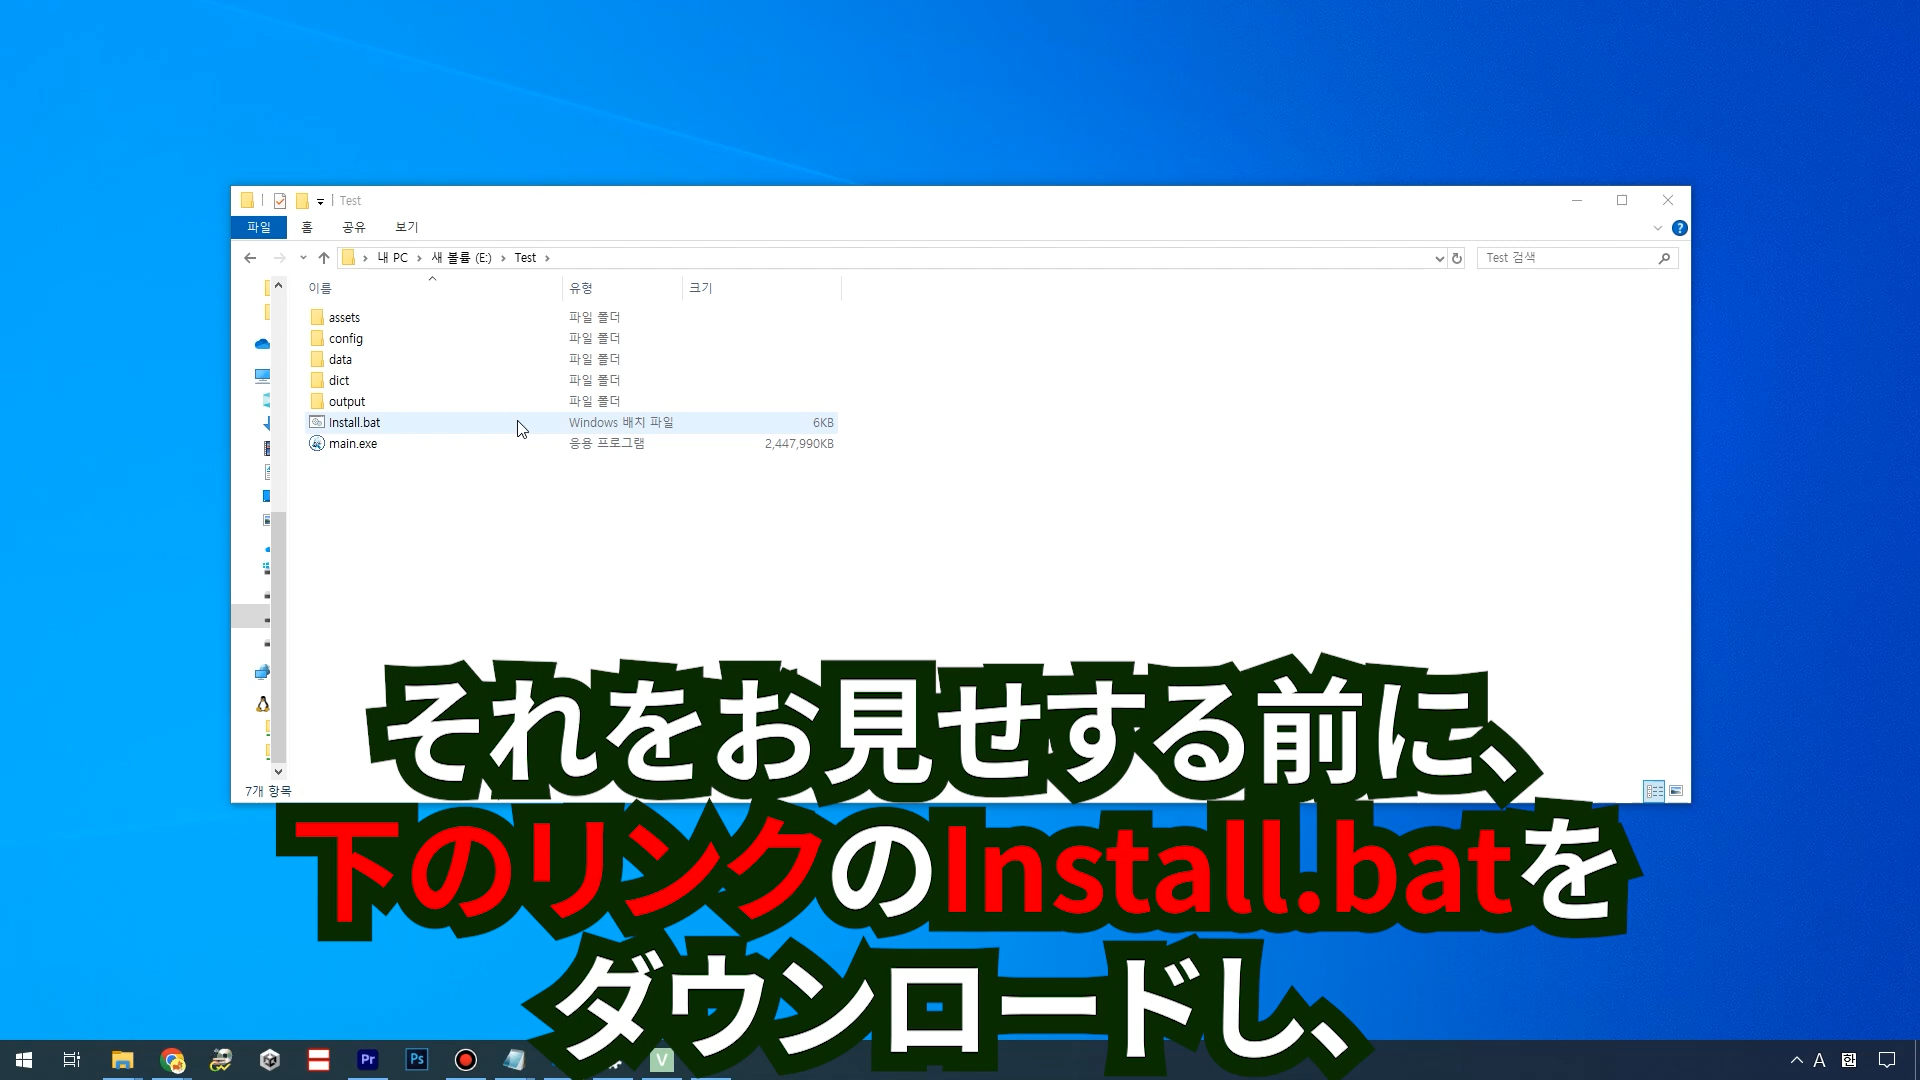 Test
파일 홈 공유 보기
내 PC 새 볼륨 (E:) Test
Test 검색
이름 유형 크기
assets 파일 폴더
config 파일 폴더
data 파일 폴더
dict 파일 폴더
output 파일 폴더
Install.bat Windows 배치 파일 6KB
main.exe 응용 프로그램 2,447,990KB
7개 항목
それをお見せする前に、
下のリンクのInstall.batを
ダウンロードし、
Pr Ps V A 한